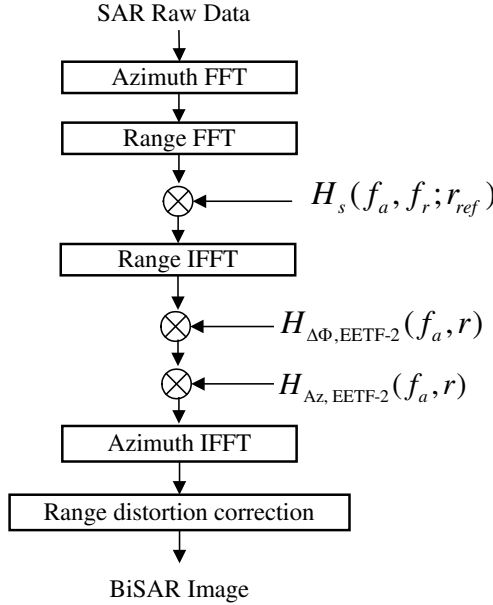 SAR Raw Data
Azimuth FFT
Range FFT
H_s(f_a, f_r; r_ref)
Range IFFT
H_ΔΦ,EETF-2(f_a, r)
H_Az, EETF-2(f_a, r)
Azimuth IFFT
Range distortion correction
BiSAR Image